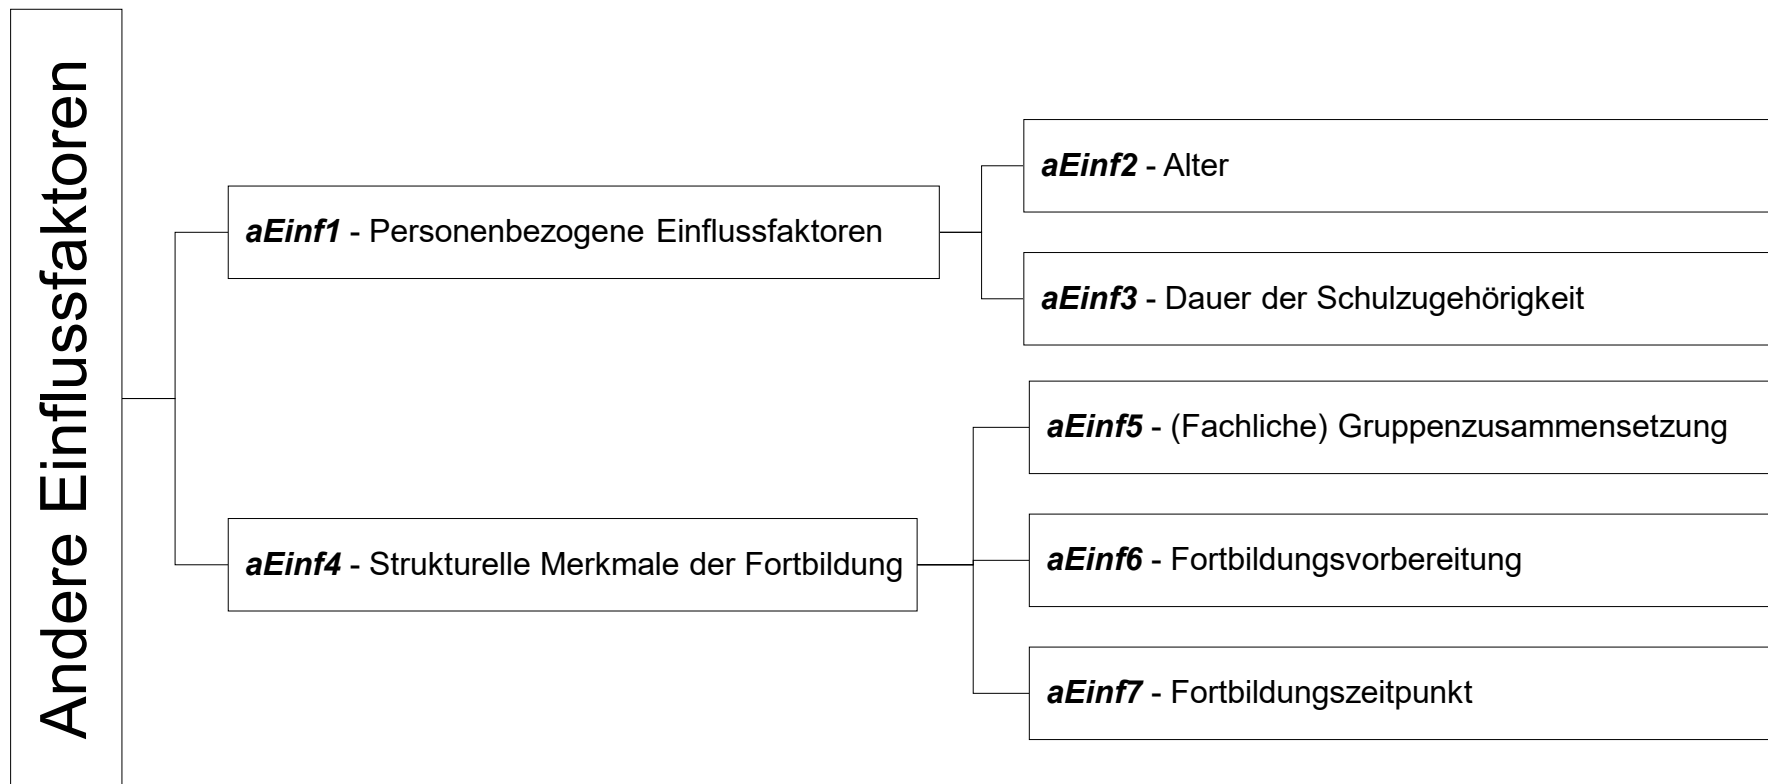 Andere Einflussfaktoren
aEinf1 - Personenbezogene Einflussfaktoren
aEinf2 - Alter
aEinf3 - Dauer der Schulzugehörigkeit
aEinf4 - Strukturelle Merkmale der Fortbildung
aEinf5 - (Fachliche) Gruppenzusammensetzung
aEinf6 - Fortbildungsvorbereitung
aEinf7 - Fortbildungszeitpunkt